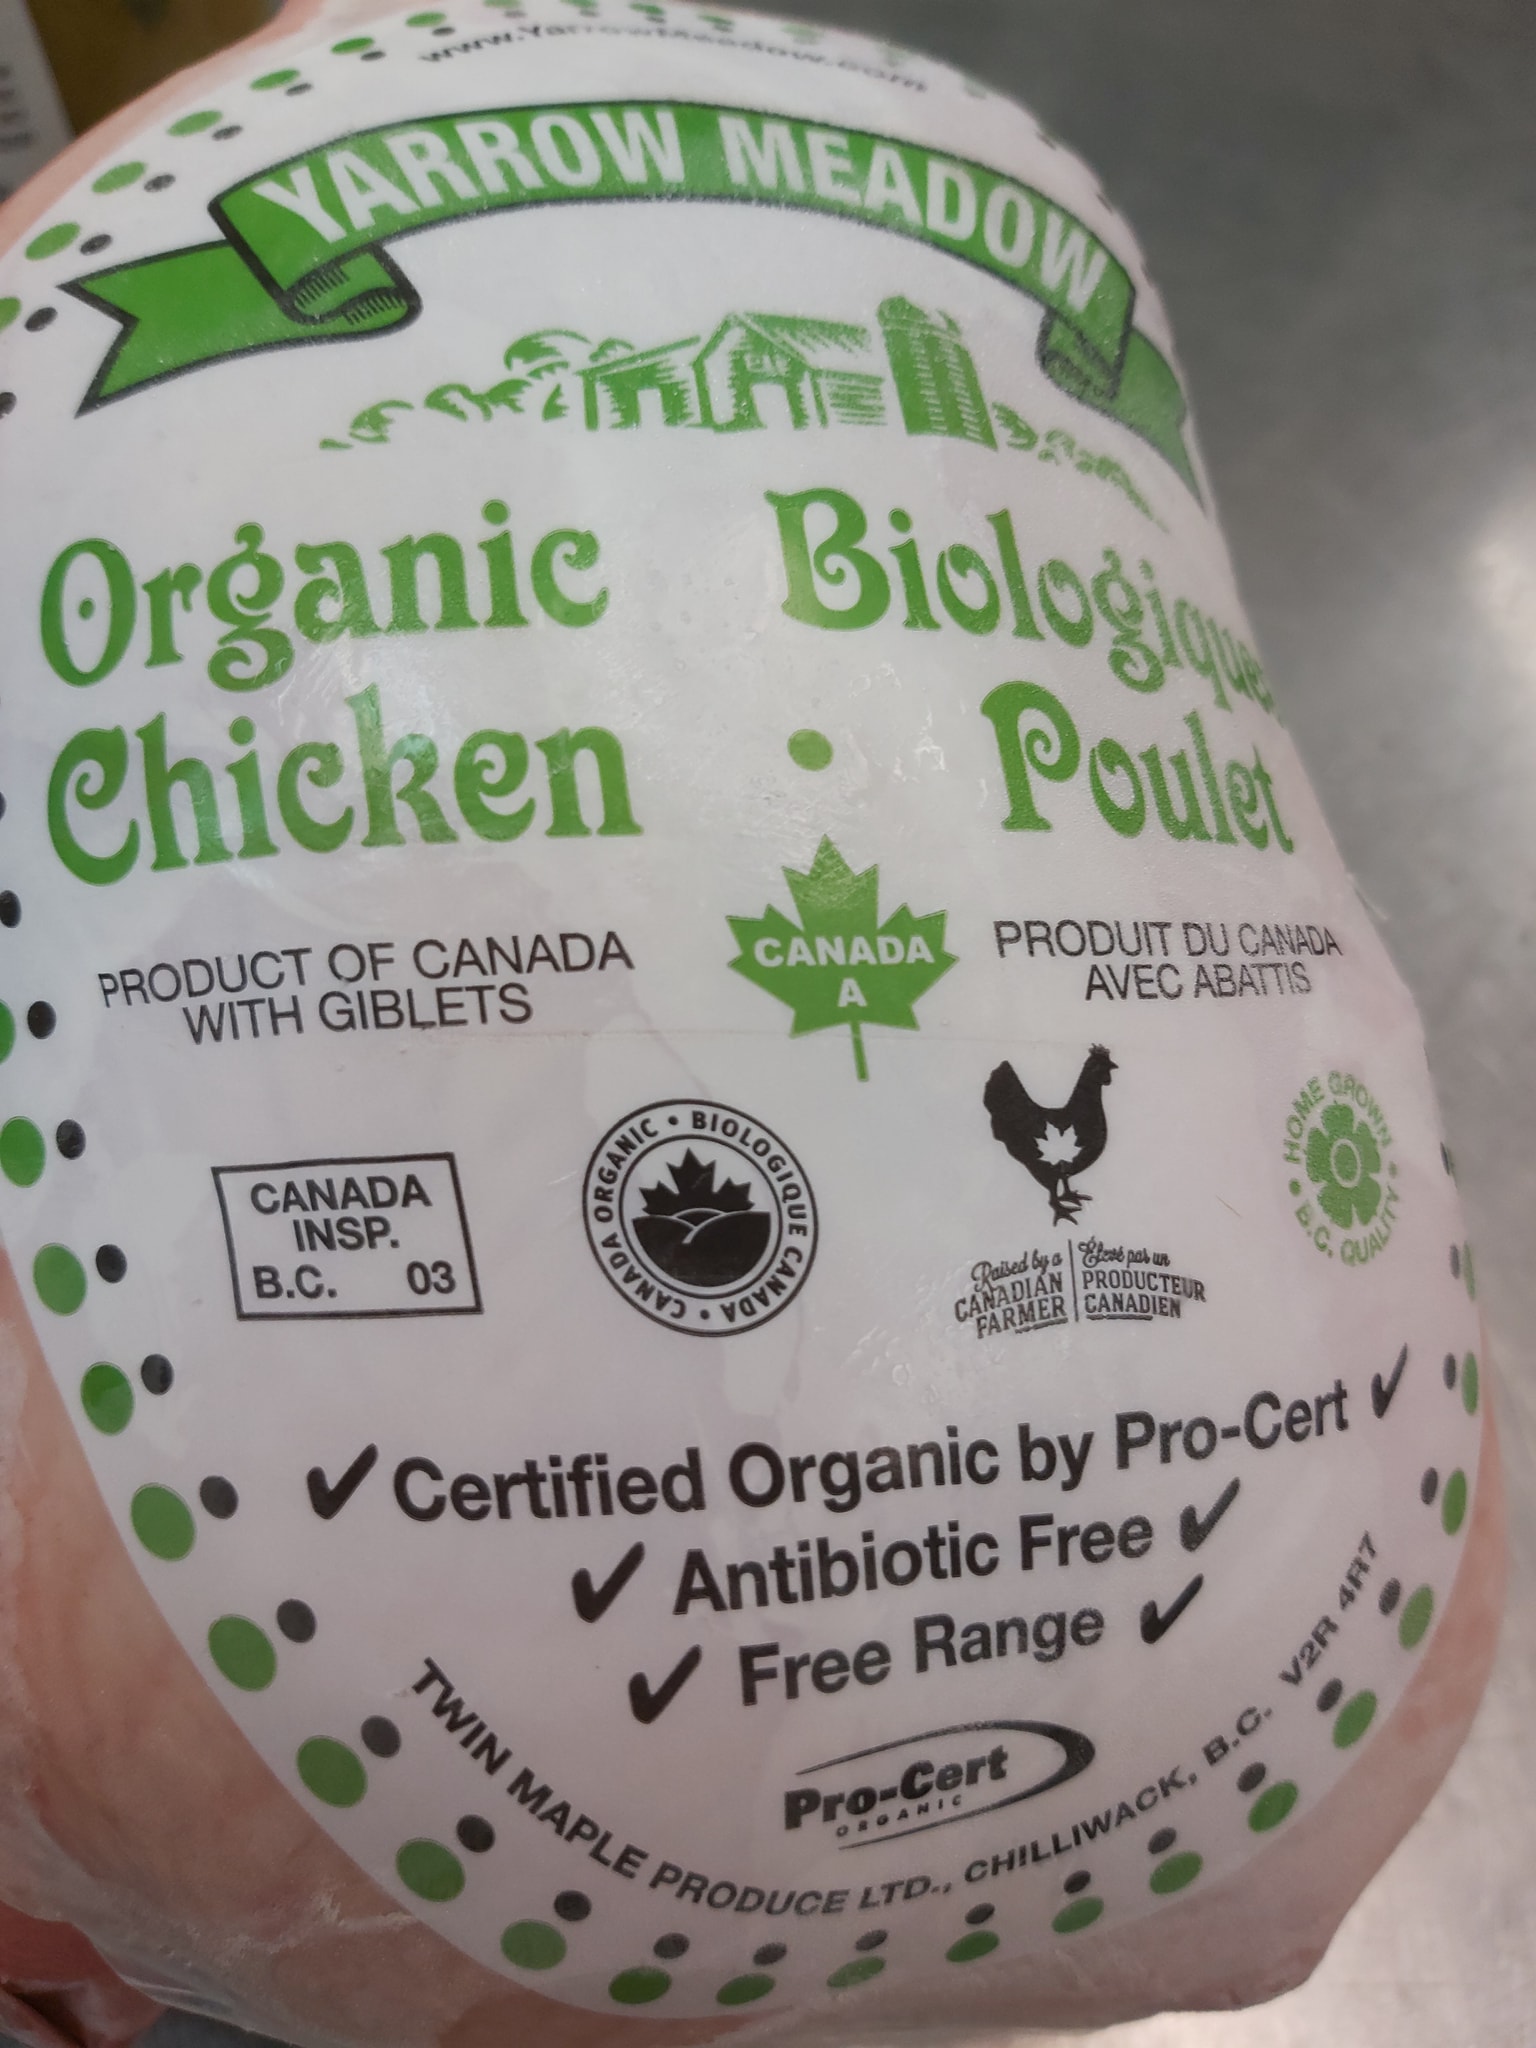 www.YarrowMeadow.com
YARROW MEADOW
Organic
Chicken
Biologique
•
Poulet
PRODUCT OF CANADA
WITH GIBLETS
CANADA
A
PRODUIT DU CANADA
AVEC ABATTIS
CANADA
INSP.
B.C. 03
CANADA ORGANIC • BIOLOGIQUE CANADA •
Raised by a
CANADIAN
FARMER
Élevé par un
PRODUCTEUR
CANADIEN
HOME GROWN • B.C. QUALITY •
✓ Certified Organic by Pro-Cert ✓
✓ Antibiotic Free ✓
✓ Free Range ✓
Pro-Cert
ORGANIC
TWIN MAPLE PRODUCE LTD., CHILLIWACK, B.C. V2R 4R7